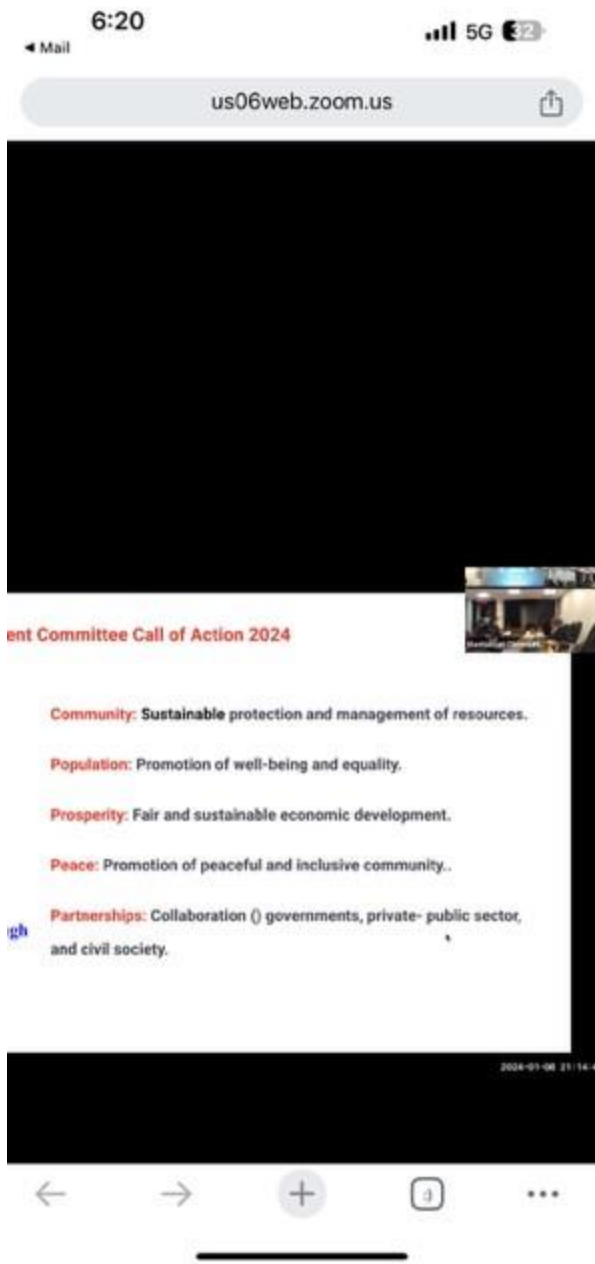 6:20
5G 32
◄ Mail
us06web.zoom.us
ent Committee Call of Action 2024
Community: Sustainable protection and management of resources.
Population: Promotion of well-being and equality.
Prosperity: Fair and sustainable economic development.
Peace: Promotion of peaceful and inclusive community..
Partnerships: Collaboration () governments, private- public sector,
gh
and civil society.
2024-01-08 21:14:4
:)